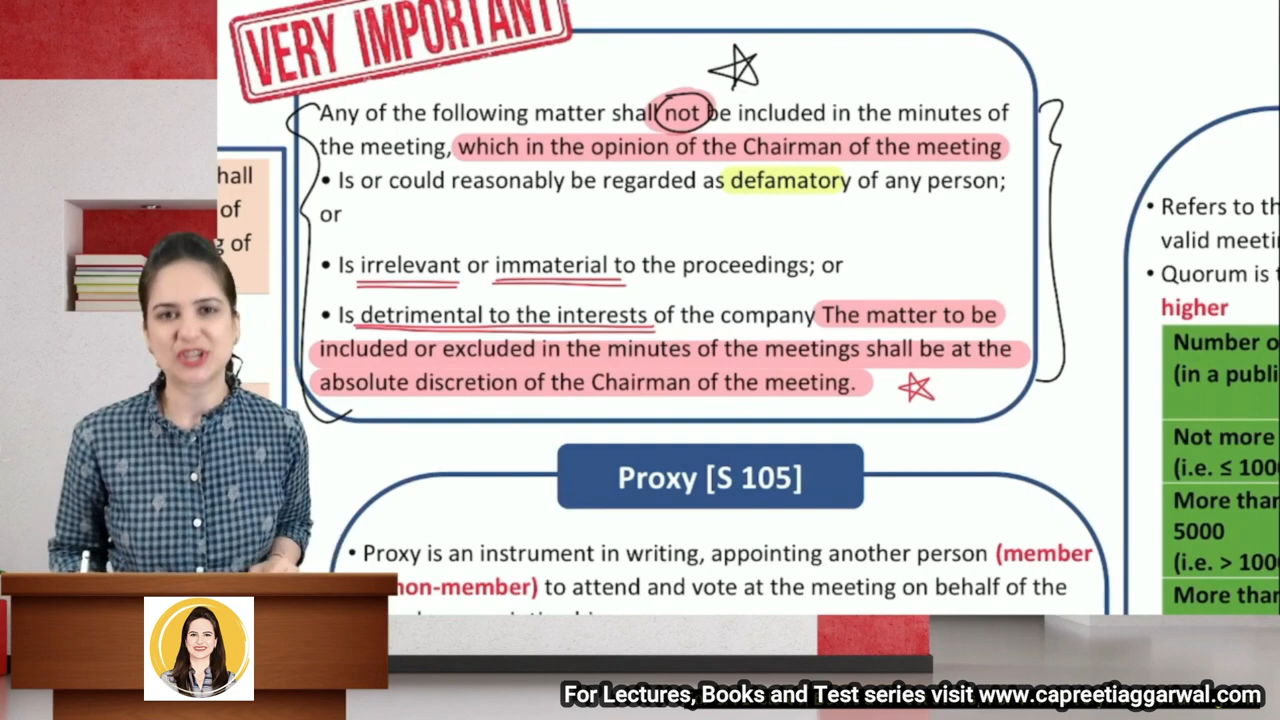 VERY IMPORTANT
Any of the following matter shall not be included in the minutes of
the meeting, which in the opinion of the Chairman of the meeting
• Is or could reasonably be regarded as defamatory of any person;
or
• Is irrelevant or immaterial to the proceedings; or
• Is detrimental to the interests of the company The matter to be
included or excluded in the minutes of the meetings shall be at the
absolute discretion of the Chairman of the meeting.
hall
of
g of
Proxy [S 105]
• Proxy is an instrument in writing, appointing another person (member
non-member) to attend and vote at the meeting on behalf of the
• Refers to th
valid meeti
• Quorum is
higher
Number o
(in a publi
Not more
(i.e. ≤ 100
More than
5000
(i.e. > 100
More than
For Lectures, Books and Test series visit www.capreetiaggarwal.com